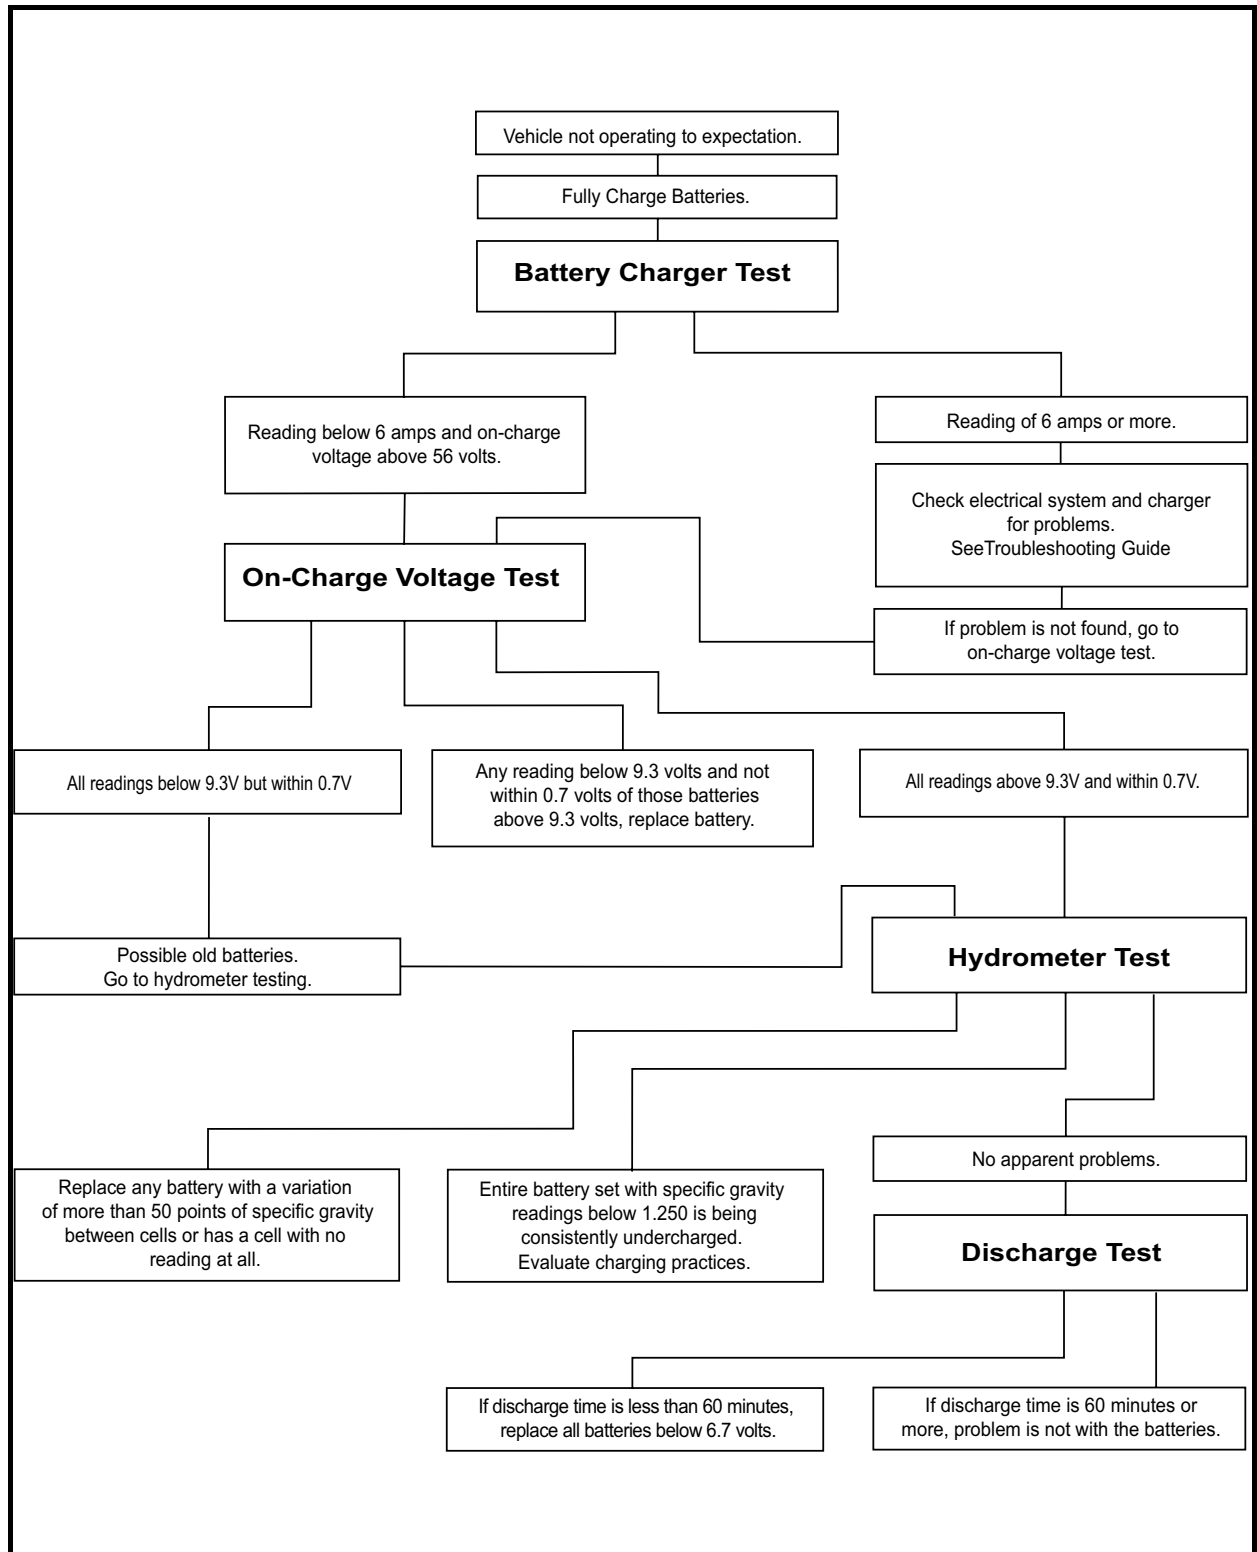 Vehicle not operating to expectation.
Fully Charge Batteries.
Battery Charger Test
Reading below 6 amps and on-charge
voltage above 56 volts.
Reading of 6 amps or more.
Check electrical system and charger
for problems.
SeeTroubleshooting Guide
On-Charge Voltage Test
If problem is not found, go to
on-charge voltage test.
All readings below 9.3V but within 0.7V
Any reading below 9.3 volts and not
within 0.7 volts of those batteries
above 9.3 volts, replace battery.
All readings above 9.3V and within 0.7V.
Possible old batteries.
Go to hydrometer testing.
Hydrometer Test
Replace any battery with a variation
of more than 50 points of specific gravity
between cells or has a cell with no
reading at all.
Entire battery set with specific gravity
readings below 1.250 is being
consistently undercharged.
Evaluate charging practices.
No apparent problems.
Discharge Test
If discharge time is less than 60 minutes,
replace all batteries below 6.7 volts.
If discharge time is 60 minutes or
more, problem is not with the batteries.